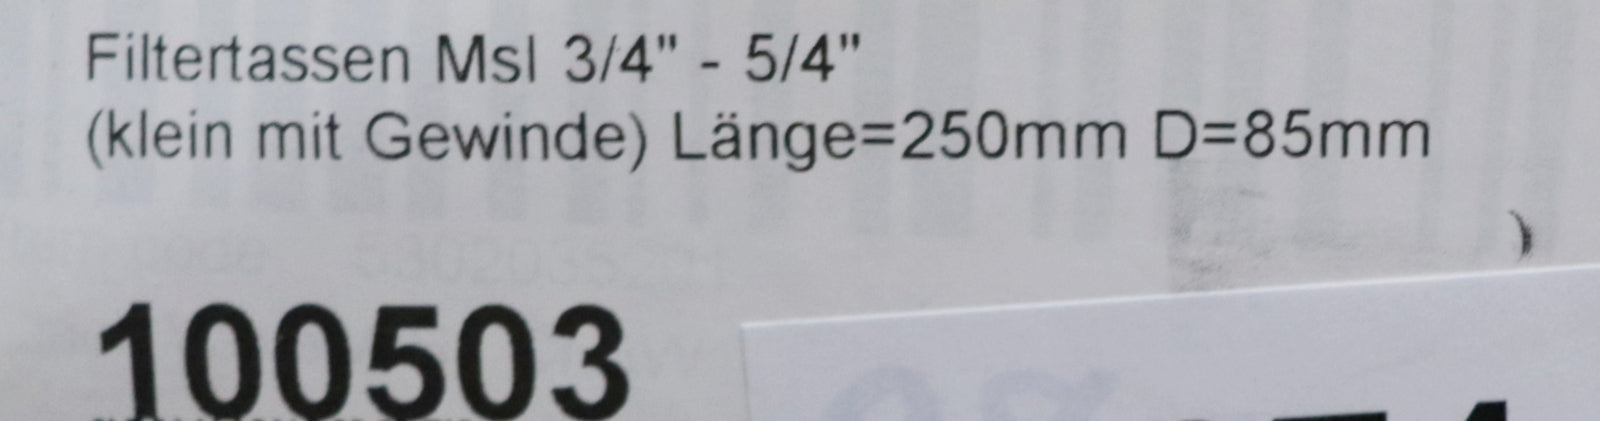 Filtertassen Msl 3/4" - 5/4"
(klein mit Gewinde) Länge=250mm D=85mm
100503